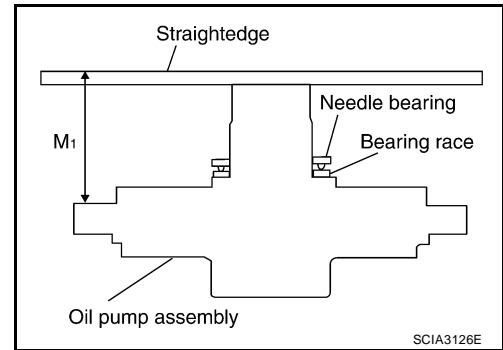 Straightedge
Needle bearing
M1
Bearing race
Oil pump assembly
SCIA3126E